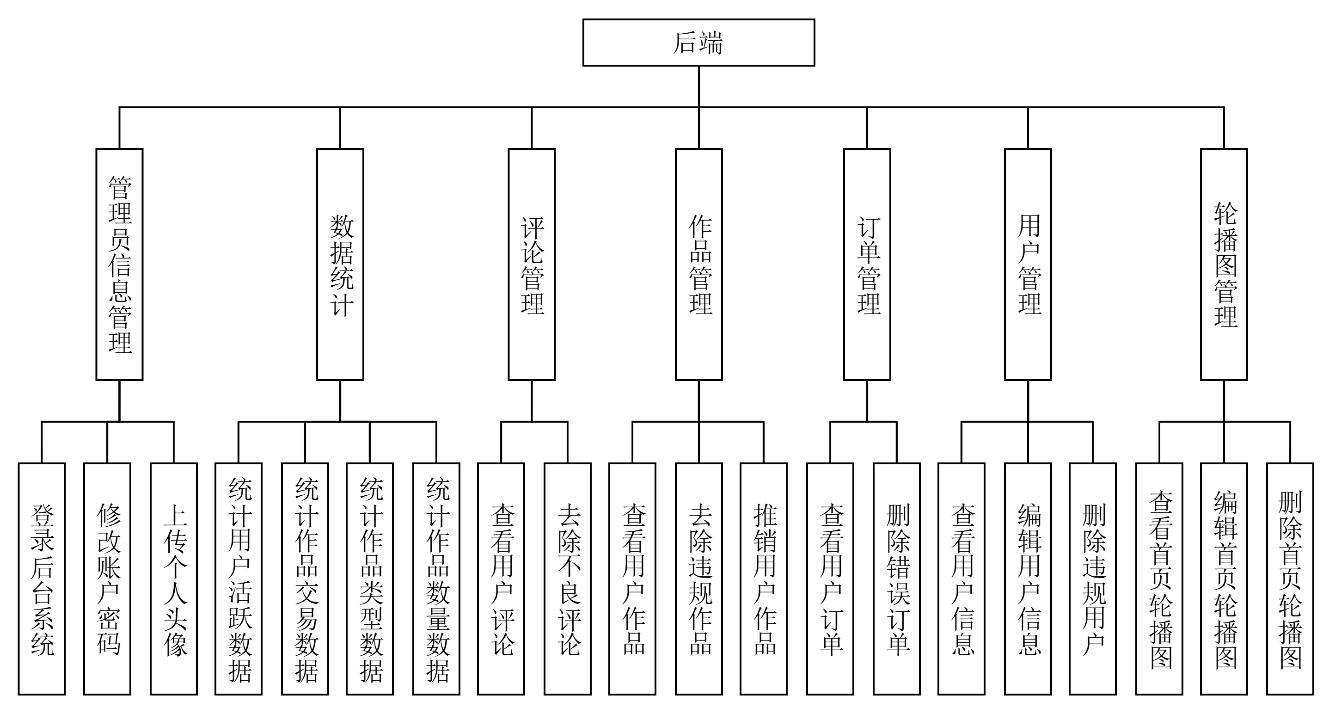 后端
管理员信息管理
数据统计
评论管理
作品管理
订单管理
用户管理
轮播图管理
登录后台系统
修改账户密码
上传个人头像
统计用户活跃数据
统计作品交易数据
统计作品类型数据
统计作品数量数据
查看用户评论
去除不良评论
查看用户作品
去除违规作品
推销用户作品
查看用户订单
删除错误订单
查看用户信息
编辑用户信息
删除违规用户
查看首页轮播图
编辑首页轮播图
删除首页轮播图